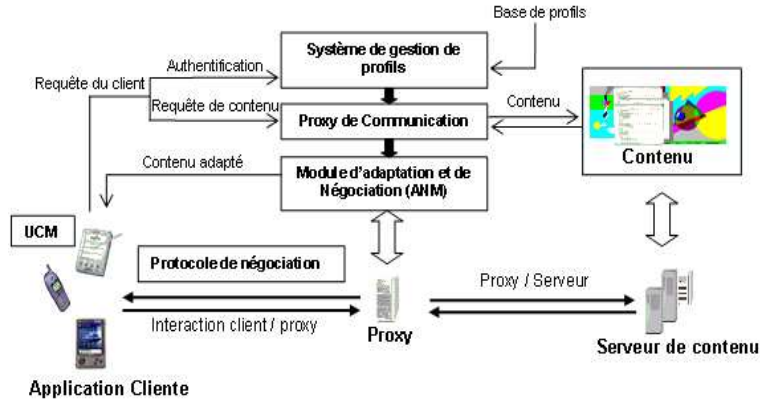 Base de profils
Système de gestion de
profils
Authentification
Requête du client
Requête de contenu
Proxy de Communication
Contenu
Contenu
Contenu adapté
Module d'adaptation et de
Négociation (ANM)
UCM
Protocole de négociation
Proxy / Serveur
Interaction client / proxy
Proxy
Serveur de contenu
Application Cliente